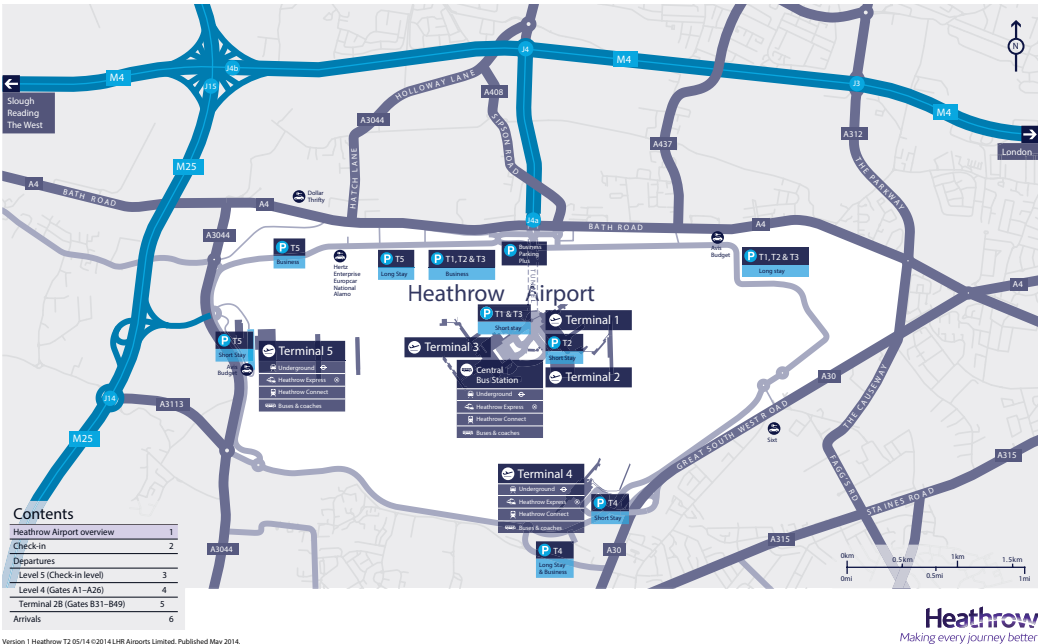 N
J4
M4
J4b
M4
J3
M4
J15
M4
Slough
Reading
The West
HOLLOWAY LANE
A408
A3044
SIPSON ROAD
A437
A312
London
M25
HATCH LANE
THE PARKWAY
A4
BATH ROAD
Dollar
Thrifty
A4
J4a
BATH ROAD
A4
A3044
T5
Business
Hertz
Enterprise
Europcar
National
Alamo
T5
Long Stay
T1, T2 & T3
Business
Business
Parking
Plus
Avis
Budget
T1, T2 & T3
Long stay
TUNNEL
A4
Heathrow Airport
T1 & T3
Short stay
Terminal 1
T5
Short Stay
Terminal 5
Underground
Heathrow Express
Heathrow Connect
Buses & coaches
Avis
Budget
Terminal 3
T2
Short Stay
Central
Bus Station
Underground
Heathrow Express
Heathrow Connect
Buses & coaches
Terminal 2
A30
THE CAUSEWAY
J14
A3113
GREAT SOUTH WEST ROAD
Sixt
M25
A315
FAGG'S RD
Terminal 4
Underground
Heathrow Express
Heathrow Connect
Buses & coaches
T4
Short Stay
STAINES ROAD
A315
A3044
T4
Long Stay
& Business
A30
0km 0.5km 1km 1.5km
0mi 0.5mi 1mi
Contents
Heathrow Airport overview 1
Check-in 2
Departures
Level 5 (Check-in level) 3
Level 4 (Gates A1–A26) 4
Terminal 2B (Gates B31–B49) 5
Arrivals 6
Heathrow
Making every journey better
Version 1 Heathrow T2 05/14 ©2014 LHR Airports Limited. Published May 2014.